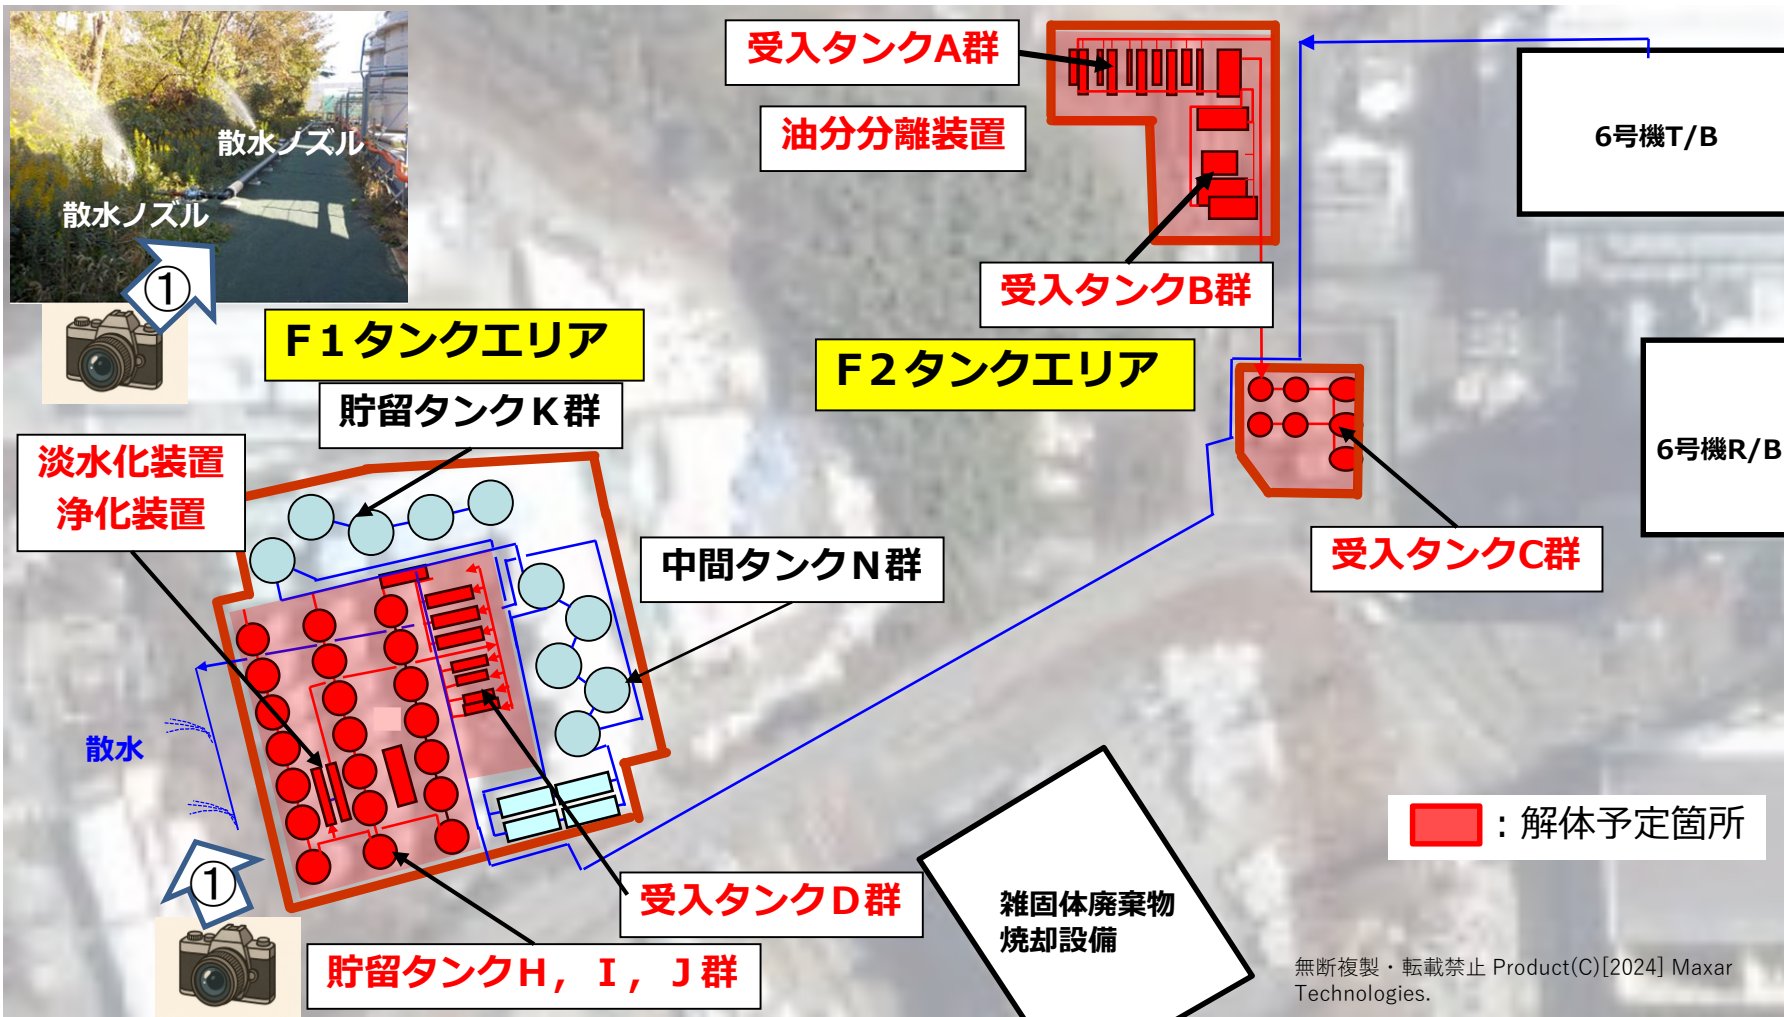 受入タンクA群
油分分離装置
6号機T/B
散水ノズル
散水ノズル
①
受入タンクB群
F1タンクエリア
F2タンクエリア
貯留タンクK群
淡水化装置
浄化装置
6号機R/B
中間タンクN群
受入タンクC群
散水
：解体予定箇所
①
受入タンクD群
雑固体廃棄物
焼却設備
貯留タンクH，I，J群
無断複製・転載禁止 Product(C)[2024] Maxar
Technologies.